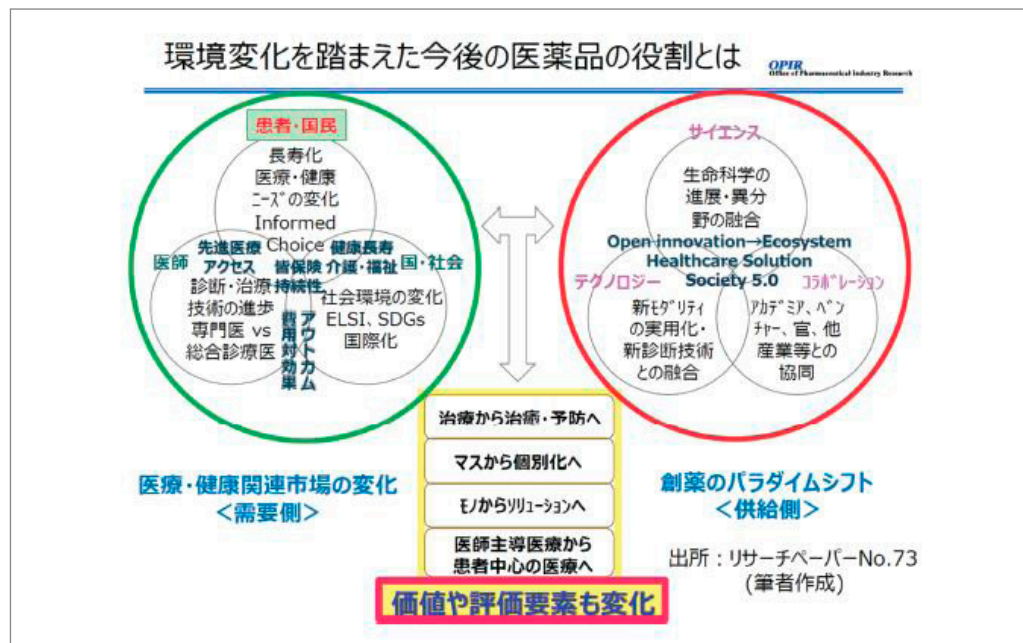 環境変化を踏まえた今後の医薬品の役割とは
OPIR
Office of Pharmaceutical Industry Research
患者・国民
長寿化
医療・健康
ﾆｰｽﾞの変化
Informed
Choice
医師
先進医療
アクセス
皆保険
持続性
健康長寿
介護・福祉
国・社会
診断・治療
技術の進歩
専門医 vs
総合診療医
費用対効果
アウトカム
社会環境の変化
ELSI、SDGs
国際化
医療・健康関連市場の変化
<需要側>
サイエンス
生命科学の
進展・異分
野の融合
Open innovation→Ecosystem
Healthcare Solution
Society 5.0
テクノロジー
ｺﾗﾎﾞﾚｰｼｮﾝ
新ﾓﾀﾞﾘﾃｨ
の実用化・
新診断技術
との融合
ｱｶﾃﾞﾐｱ、ﾍﾞﾝ
ﾁｬｰ、官、他
産業等との
協同
創薬のパラダイムシフト
<供給側>
治療から治癒・予防へ
マスから個別化へ
ﾓﾉからｿﾘｭｰｼｮﾝへ
医師主導医療から
患者中心の医療へ
価値や評価要素も変化
出所：リサーチペーパーNo.73
(筆者作成)